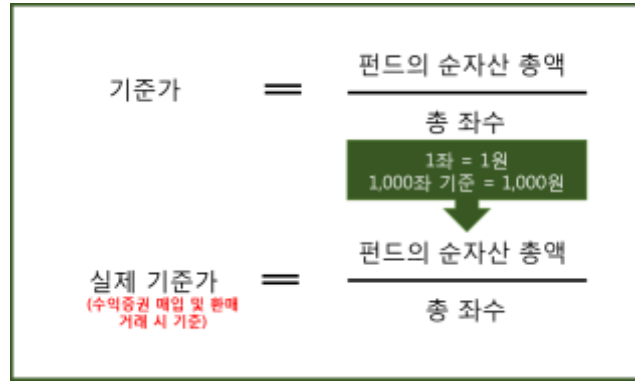 기준가 = 펀드의 순자산 총액
총 좌수
1좌 = 1원
1,000좌 기준 = 1,000원
실제 기준가 = 펀드의 순자산 총액
(수익증권 매입 및 환매
거래 시 기준)
총 좌수